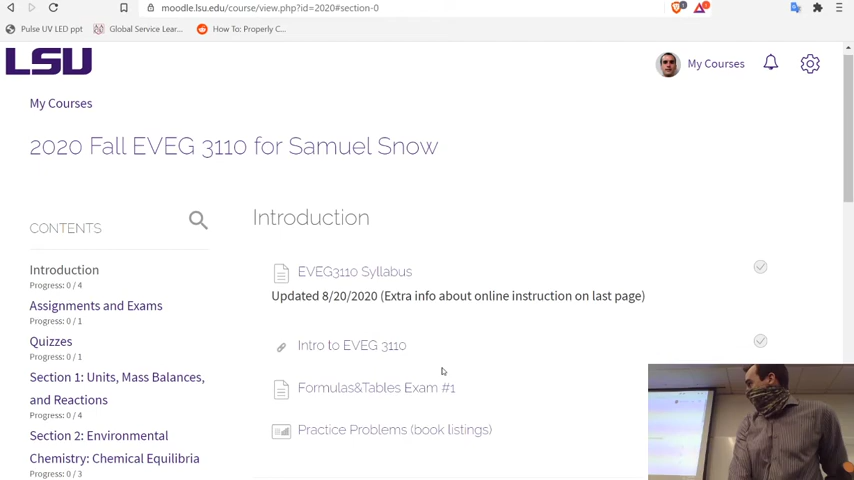 moodle.lsu.edu/course/view.php?id=2020#section-0
Pulse UV LED ppt
Global Service Lear...
How To: Properly C...
LSU
My Courses
My Courses
2020 Fall EVEG 3110 for Samuel Snow
CONTENTS
Introduction
Progress: 0 / 4
Assignments and Exams
Progress: 0 / 1
Quizzes
Progress: 0 / 1
Section 1: Units, Mass Balances,
and Reactions
Progress: 0 / 4
Section 2: Environmental
Chemistry: Chemical Equilibria
Progress: 0 / 3
Introduction
EVEG3110 Syllabus
Updated 8/20/2020 (Extra info about online instruction on last page)
Intro to EVEG 3110
Formulas&Tables Exam #1
Practice Problems (book listings)